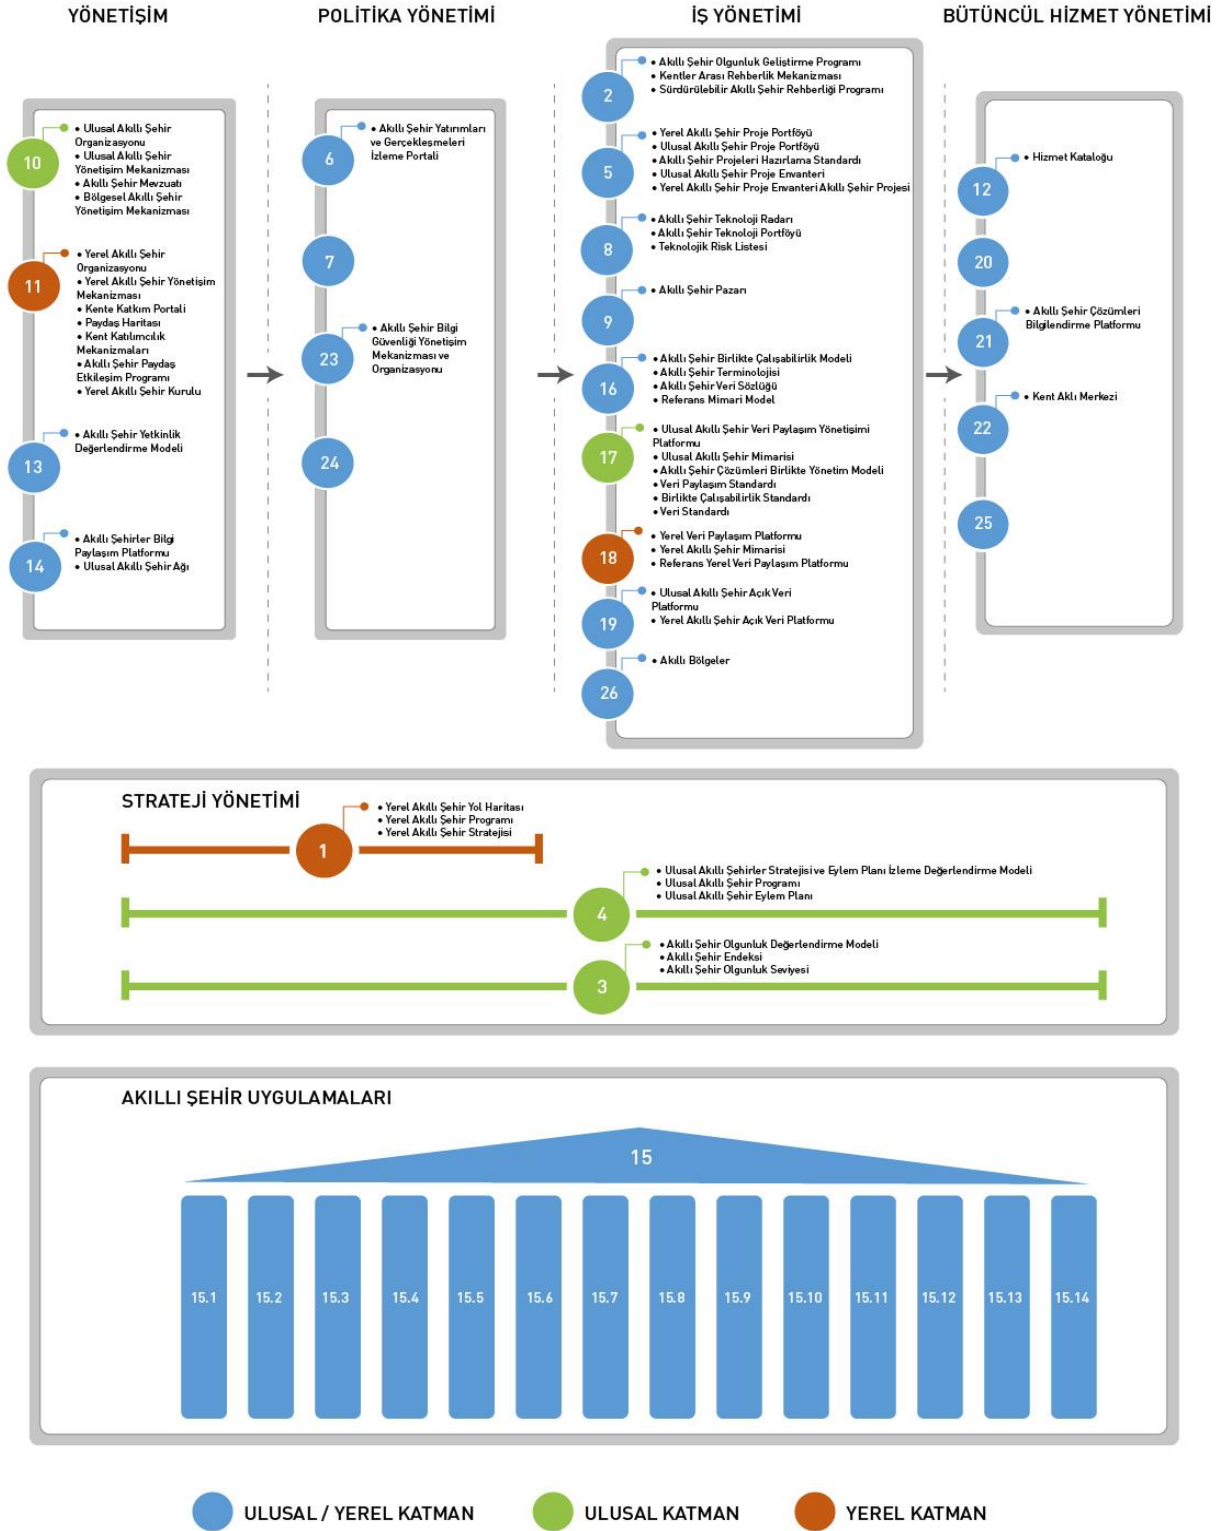 YÖNETİŞİM
POLİTİKA YÖNETİMİ
İŞ YÖNETİMİ
BÜTÜNCÜL HİZMET YÖNETİMİ
10
• Ulusal Akıllı Şehir
Organizasyonu
• Ulusal Akıllı Şehir
Yönetişim Mekanizması
• Akıllı Şehir Mevzuatı
• Bölgesel Akıllı Şehir
Yönetişim Mekanizması
11
• Yerel Akıllı Şehir
Organizasyonu
• Yerel Akıllı Şehir Yönetişim
Mekanizması
• Kente Katkım Portali
• Paydaş Haritası
• Kent Katılımcılık
Mekanizmaları
• Akıllı Şehir Paydaş
Etkileşim Programı
• Yerel Akıllı Şehir Kurulu
13
• Akıllı Şehir Yetkinlik
Değerlendirme Modeli
14
• Akıllı Şehirler Bilgi
Paylaşım Platformu
• Ulusal Akıllı Şehir Ağı
6
• Akıllı Şehir Yatırımları
ve Gerçekleşmeleri
İzleme Portali
7
23
• Akıllı Şehir Bilgi
Güvenliği Yönetişim
Mekanizması ve
Organizasyonu
24
2
• Akıllı Şehir Olgunluk Geliştirme Programı
• Kentler Arası Rehberlik Mekanizması
• Sürdürülebilir Akıllı Şehir Rehberliği Programı
5
• Yerel Akıllı Şehir Proje Portföyü
• Ulusal Akıllı Şehir Proje Portföyü
• Akıllı Şehir Projeleri Hazırlama Standardı
• Ulusal Akıllı Şehir Proje Envanteri
• Yerel Akıllı Şehir Proje Envanteri Akıllı Şehir Projesi
8
• Akıllı Şehir Teknoloji Radarı
• Akıllı Şehir Teknoloji Portföyü
• Teknolojik Risk Listesi
9
• Akıllı Şehir Pazarı
16
• Akıllı Şehir Birlikte Çalışabilirlik Modeli
• Akıllı Şehir Terminolojisi
• Akıllı Şehir Veri Sözlüğü
• Referans Mimari Model
17
• Ulusal Akıllı Şehir Veri Paylaşım Yönetişimi
Platformu
• Ulusal Akıllı Şehir Mimarisi
• Akıllı Şehir Çözümleri Birlikte Yönetim Modeli
• Veri Paylaşım Standardı
• Birlikte Çalışabilirlik Standardı
• Veri Standardı
18
• Yerel Veri Paylaşım Platformu
• Yerel Akıllı Şehir Mimarisi
• Referans Yerel Veri Paylaşım Platformu
19
• Ulusal Akıllı Şehir Açık Veri
Platformu
• Yerel Akıllı Şehir Açık Veri Platformu
26
• Akıllı Bölgeler
12
• Hizmet Kataloğu
20
21
• Akıllı Şehir Çözümleri
Bilgilendirme Platformu
22
• Kent Aklı Merkezi
25
STRATEJİ YÖNETİMİ
1
• Yerel Akıllı Şehir Yol Haritası
• Yerel Akıllı Şehir Programı
• Yerel Akıllı Şehir Stratejisi
4
• Ulusal Akıllı Şehirler Stratejisi ve Eylem Planı İzleme Değerlendirme Modeli
• Ulusal Akıllı Şehir Programı
• Ulusal Akıllı Şehir Eylem Planı
3
• Akıllı Şehir Olgunluk Değerlendirme Modeli
• Akıllı Şehir Endeksi
• Akıllı Şehir Olgunluk Seviyesi
AKILLI ŞEHİR UYGULAMALARI
15
15.1 15.2 15.3 15.4 15.5 15.6 15.7 15.8 15.9 15.10 15.11 15.12 15.13 15.14
ULUSAL / YEREL KATMAN
ULUSAL KATMAN
YEREL KATMAN